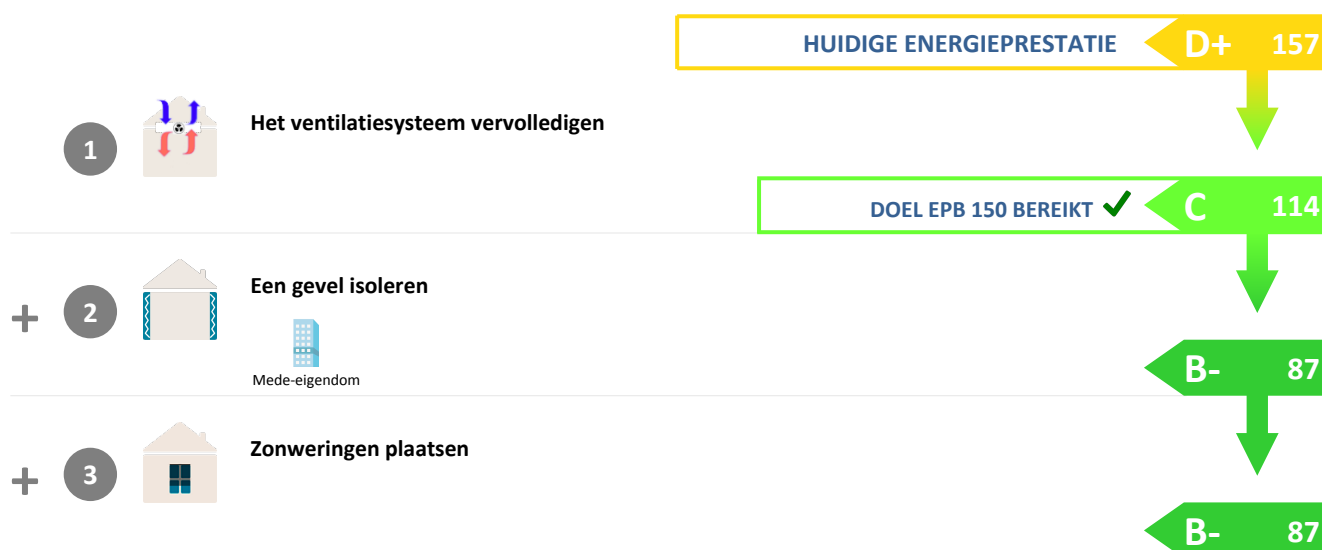 HUIDIGE ENERGIEPRESTATIE D+ 157
1 Het ventilatiesysteem vervolledigen
DOEL EPB 150 BEREIKT ✔ C 114
+ 2 Een gevel isoleren
Mede-eigendom
B- 87
+ 3 Zonweringen plaatsen
B- 87